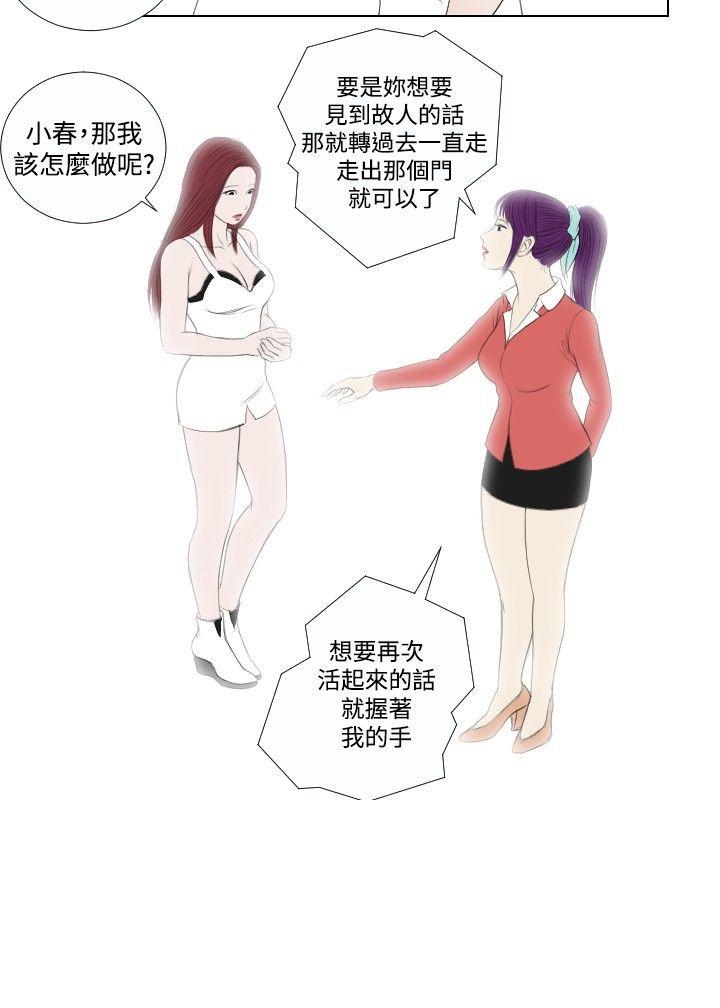 小春，那我
該怎麼做呢?
要是妳想要
見到故人的話
那就轉過去一直走
走出那個門
就可以了
想要再次
活起來的話
就握著
我的手